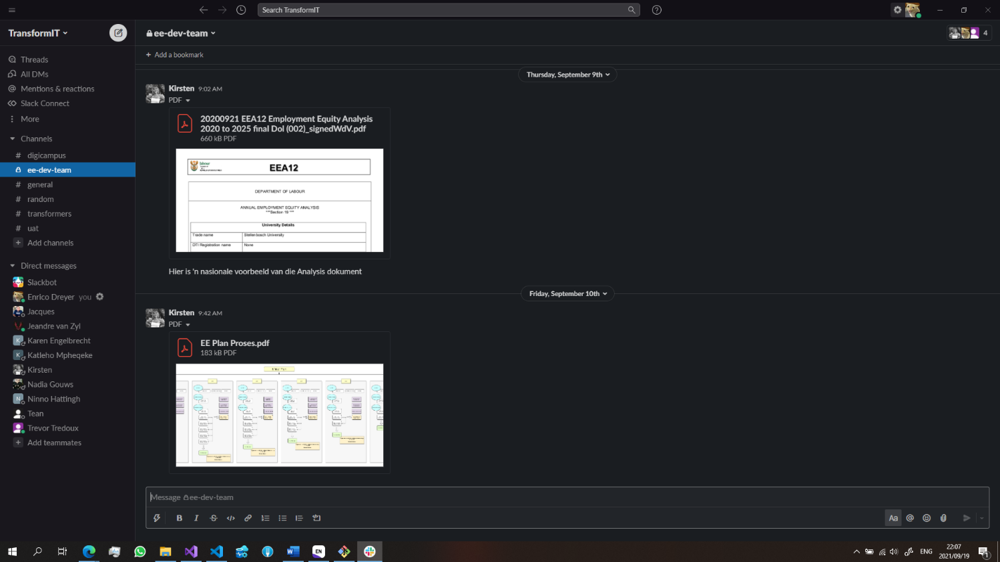 Search TransformIT
TransformIT
ee-dev-team
4
Add a bookmark
Threads
All DMs
Mentions & reactions
Slack Connect
More
Channels
digicampus
ee-dev-team
general
random
transformers
uat
Add channels
Direct messages
Slackbot
Enrico Dreyer you
Jacques
Jeandre van Zyl
K Karen Engelbrecht
K Katleho Mpheqeke
Kirsten
Nadia Gouws
N Ninno Hattingh
Tean
Trevor Tredoux
Add teammates
Thursday, September 9th
Kirsten 9:02 AM
PDF
20200921 EEA12 Employment Equity Analysis
2020 to 2025 final Dol (002)_signedWdV.pdf
660 kB PDF
labour
EEA12
DEPARTMENT OF LABOUR
ANNUAL EMPLOYMENT EQUITY ANALYSIS
University Details
Trade name Stellenbosch University
DTI Registration name None
Hier is 'n nasionale voorbeeld van die Analysis dokument
Friday, September 10th
Kirsten 9:42 AM
PDF
EE Plan Proses.pdf
183 kB PDF
Message ee-dev-team
B I S Aa @
EN
ENG
22:07
2021/09/19
1